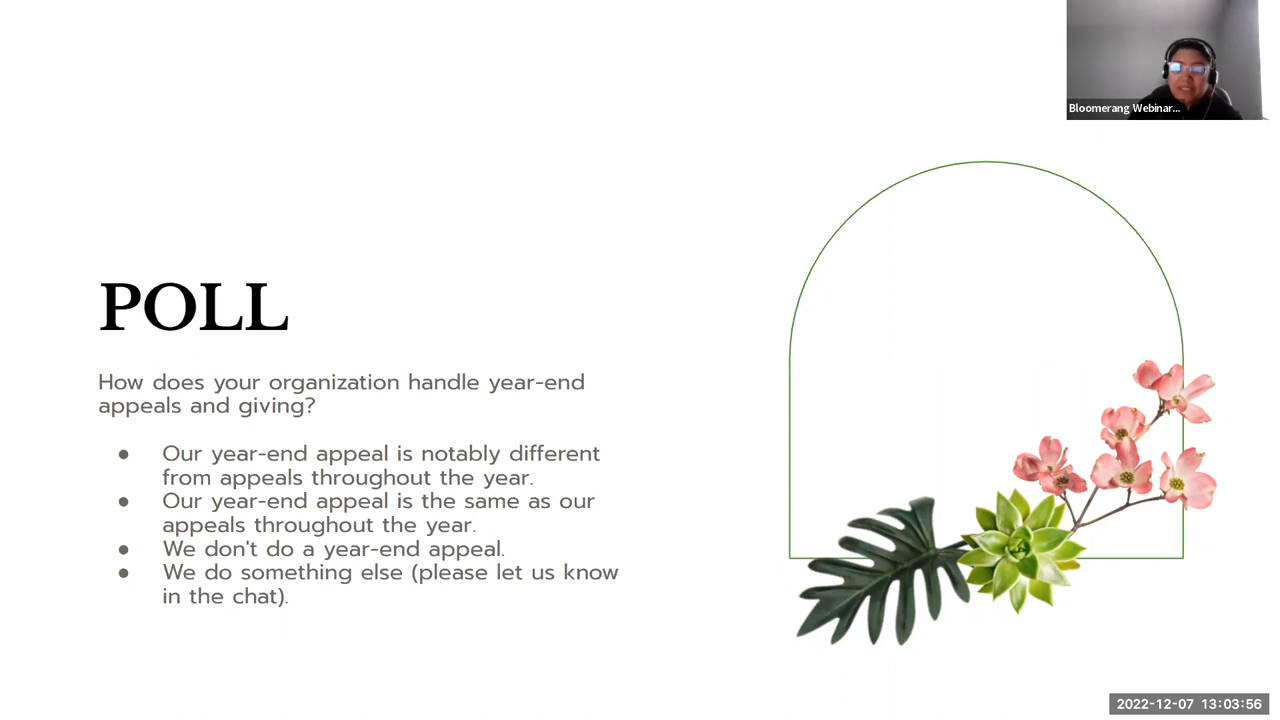 Bloomerang Webinar...
POLL
How does your organization handle year-end
appeals and giving?
● Our year-end appeal is notably different
from appeals throughout the year.
● Our year-end appeal is the same as our
appeals throughout the year.
● We don't do a year-end appeal.
● We do something else (please let us know
in the chat).
2022-12-07 13:03:56